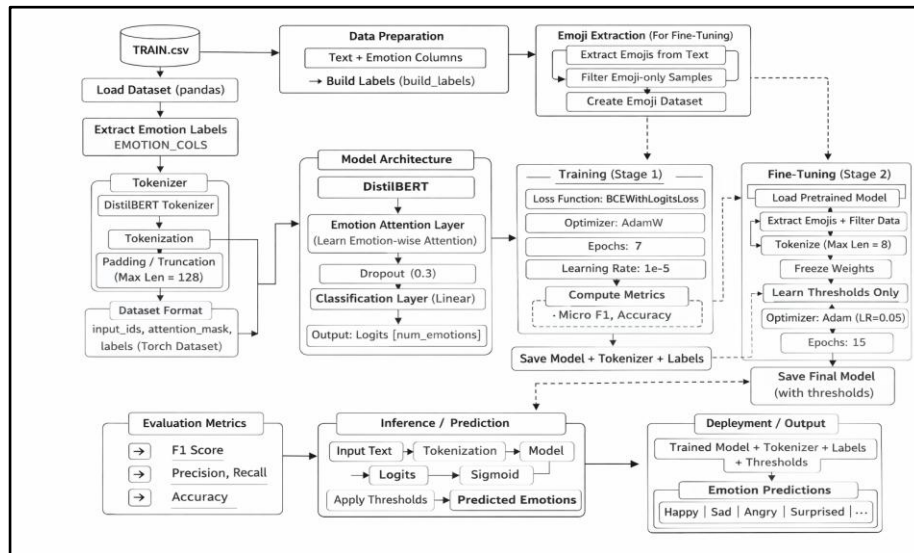 TRAIN.csv
Load Dataset (pandas)
Extract Emotion Labels
EMOTION_COLS
Tokenizer
DistilBERT Tokenizer
Tokenization
Padding / Truncation
(Max Len = 128)
Dataset Format
input_ids, attention_mask,
labels (Torch Dataset)
Data Preparation
Text + Emotion Columns
→ Build Labels (build_labels)
Emoji Extraction (For Fine-Tuning)
Extract Emojis from Text
Filter Emoji-only Samples
Create Emoji Dataset
Model Architecture
DistilBERT
Emotion Attention Layer
(Learn Emotion-wise Attention)
Dropout (0.3)
Classification Layer (Linear)
Output: Logits [num_emotions]
Training (Stage 1)
Loss Function: BCEWithLogitsLoss
Optimizer: AdamW
Epochs: 7
Learning Rate: 1e-5
Compute Metrics
· Micro F1, Accuracy
Save Model + Tokenizer + Labels
Fine-Tuning (Stage 2)
Load Pretrained Model
Extract Emojis + Filter Data
Tokenize (Max Len = 8)
Freeze Weights
Learn Thresholds Only
Optimizer: Adam (LR=0.05)
Epochs: 15
Save Final Model
(with thresholds)
Evaluation Metrics
→ F1 Score
→ Precision, Recall
→ Accuracy
Inference / Prediction
Input Text Tokenization Model
Logits Sigmoid
Apply Thresholds Predicted Emotions
Deployment / Output
Trained Model + Tokenizer + Labels
+ Thresholds
Emotion Predictions
Happy | Sad | Angry | Surprised | ...